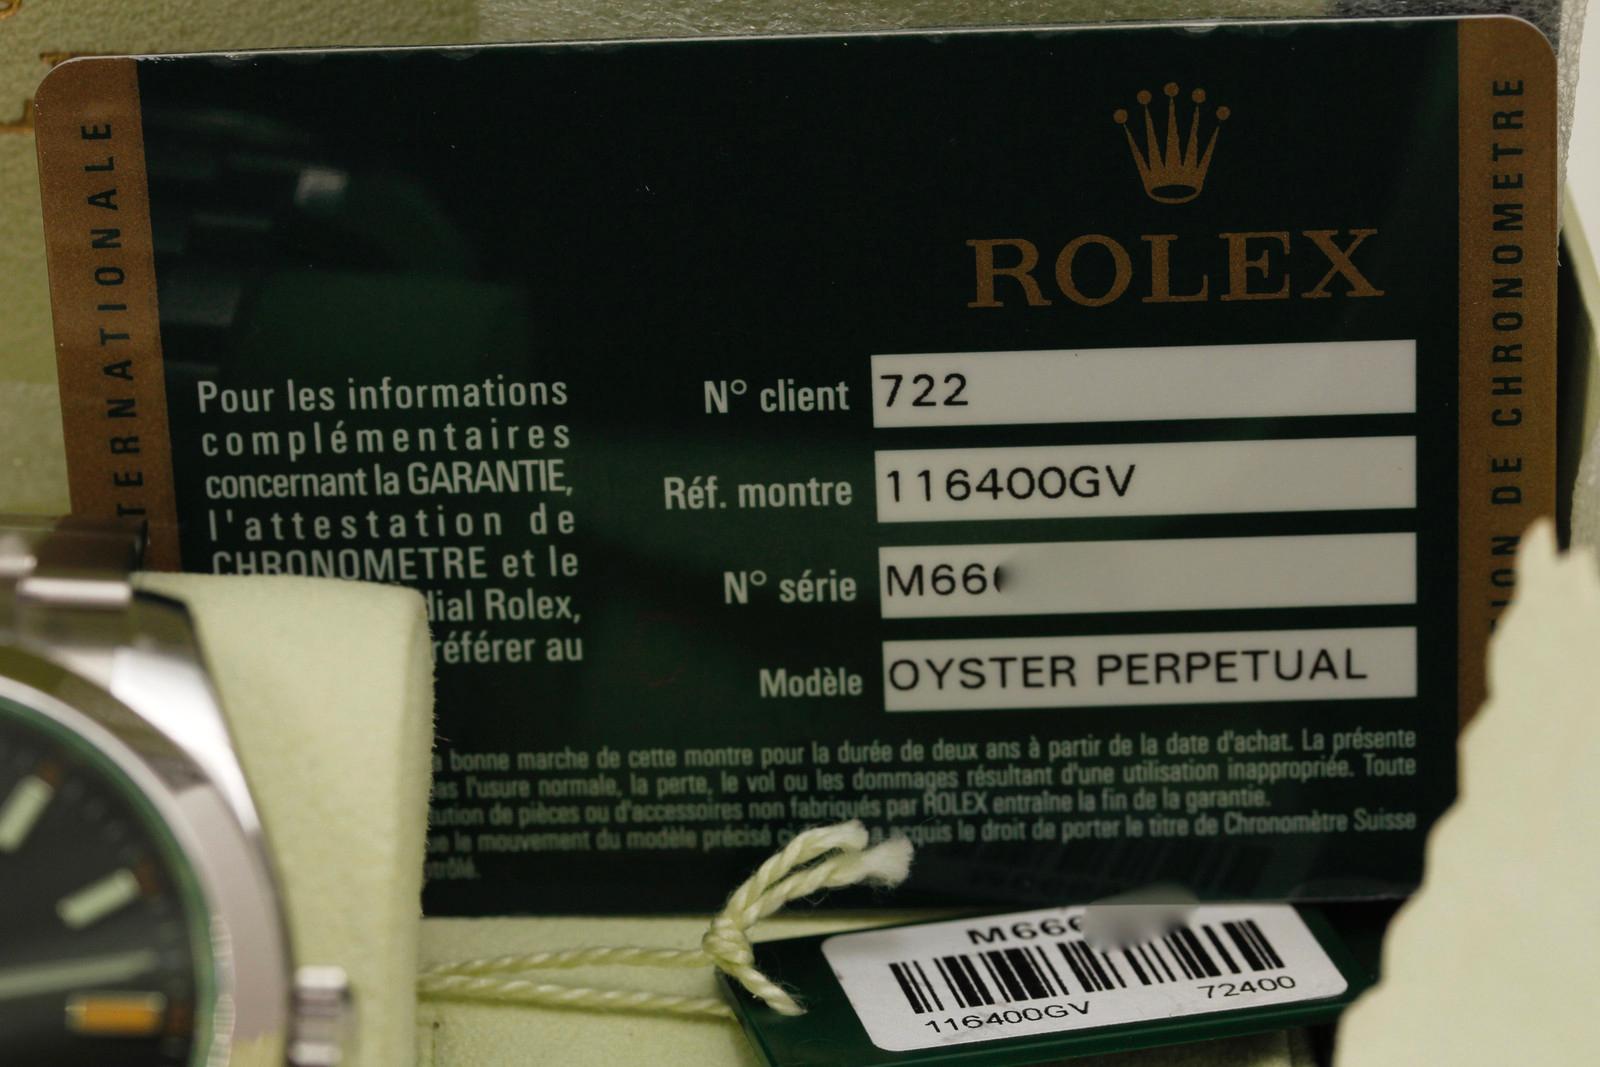 INTERNATIONALE
ROLEX
Pour les informations
complémentaires
concernant la GARANTIE,
l'attestation de
CHRONOMETRE et le
Rolex,
référer au
N° client 722
Réf. montre 116400GV
N° série M66
Modèle OYSTER PERPETUAL
bonne marche de cette montre pour la durée de deux ans à partir de la date d'achat. La présente
l'usure normale, la perte, le vol ou les dommages résultant d'une utilisation inappropriée. Toute
de pièces ou d'accessoires non fabriqués par ROLEX entraîne la fin de la garantie.
le mouvement du modèle précisé acquis le droit de porter le titre de Chronomètre Suisse
DE CHRONOMETRE
M666
72400
116400GV